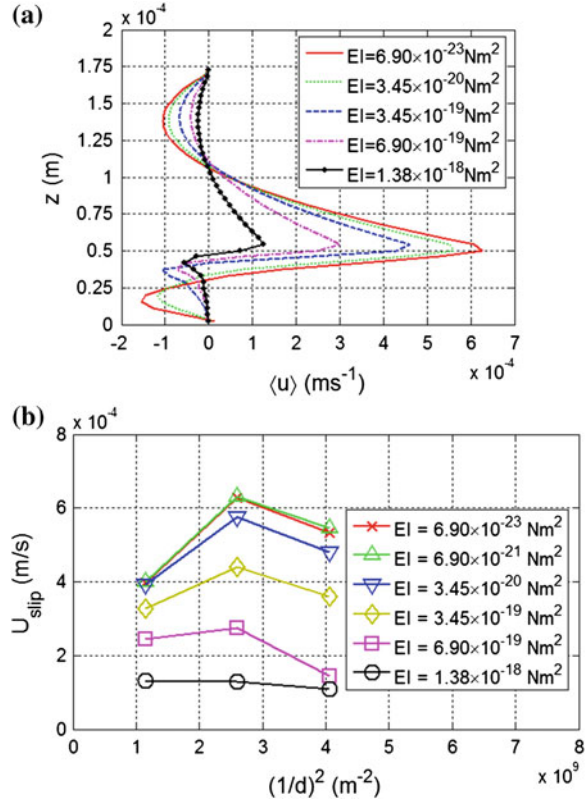 (a)
× 10⁻⁴
2
1.75
1.5
1.25
1
0.75
0.5
0.25
0
z (m)
EI=6.90×10⁻²³Nm²
EI=3.45×10⁻²⁰Nm²
EI=3.45×10⁻¹⁹Nm²
EI=6.90×10⁻¹⁹Nm²
EI=1.38×10⁻¹⁸Nm²
-2 -1 0 1 2 3 4 5 6 7
× 10⁻⁴
⟨u⟩ (ms⁻¹)
(b)
× 10⁻⁴
8
6
4
2
0
U_slip (m/s)
EI = 6.90×10⁻²³ Nm²
EI = 6.90×10⁻²¹ Nm²
EI = 3.45×10⁻²⁰ Nm²
EI = 3.45×10⁻¹⁹ Nm²
EI = 6.90×10⁻¹⁹ Nm²
EI = 1.38×10⁻¹⁸ Nm²
0 1 2 3 4 5 6 7 8
(1/d)² (m⁻²)
× 10⁹